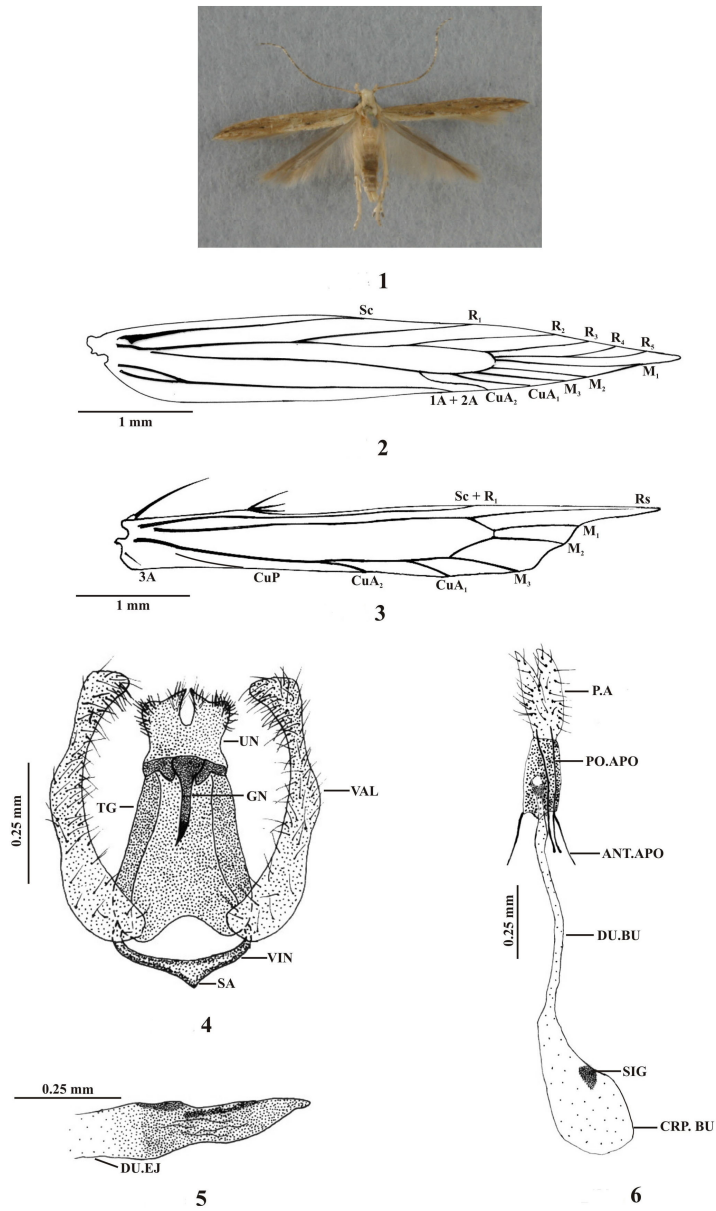 1
Sc
R₁
R₂
R₃
R₄
R₅
M₁
1A + 2A CuA₂ CuA₁ M₃ M₂
1 mm
2
Sc + R₁
Rs
M₁
M₂
3A CuP CuA₂ CuA₁ M₃
1 mm
3
UN
TG
GN
VAL
0.25 mm
VIN
SA
4
0.25 mm
DU.EJ
5
P.A
PO.APO
ANT.APO
0.25 mm
DU.BU
SIG
CRP. BU
6